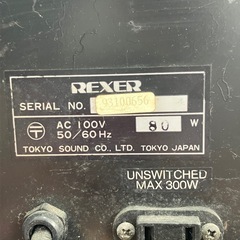 REXER
SERIAL NO. 93100656
〒 AC 100V 80 W
50/60Hz
TOKYO SOUND CO., LTD. TOKYO JAPAN
UNSWITCHED
MAX 300W